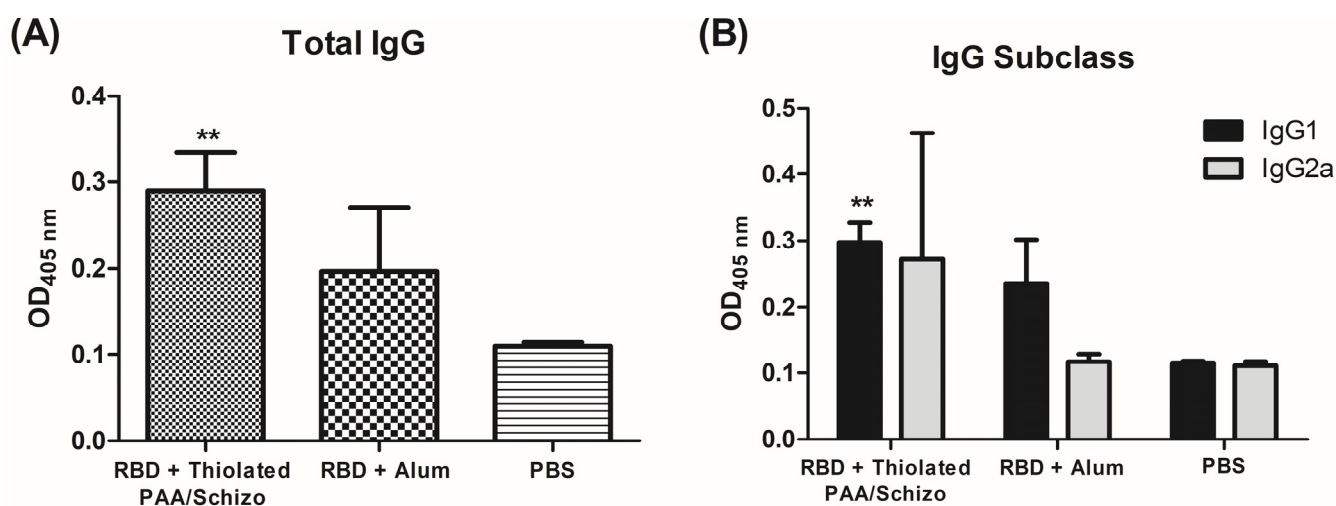 (A)
Total IgG
OD405 nm
0.4
0.3
0.2
0.1
0.0
**
RBD + Thiolated
PAA/Schizo
RBD + Alum
PBS
(B)
IgG Subclass
OD405 nm
0.5
0.4
0.3
0.2
0.1
0.0
**
IgG1
IgG2a
RBD + Thiolated
PAA/Schizo
RBD + Alum
PBS